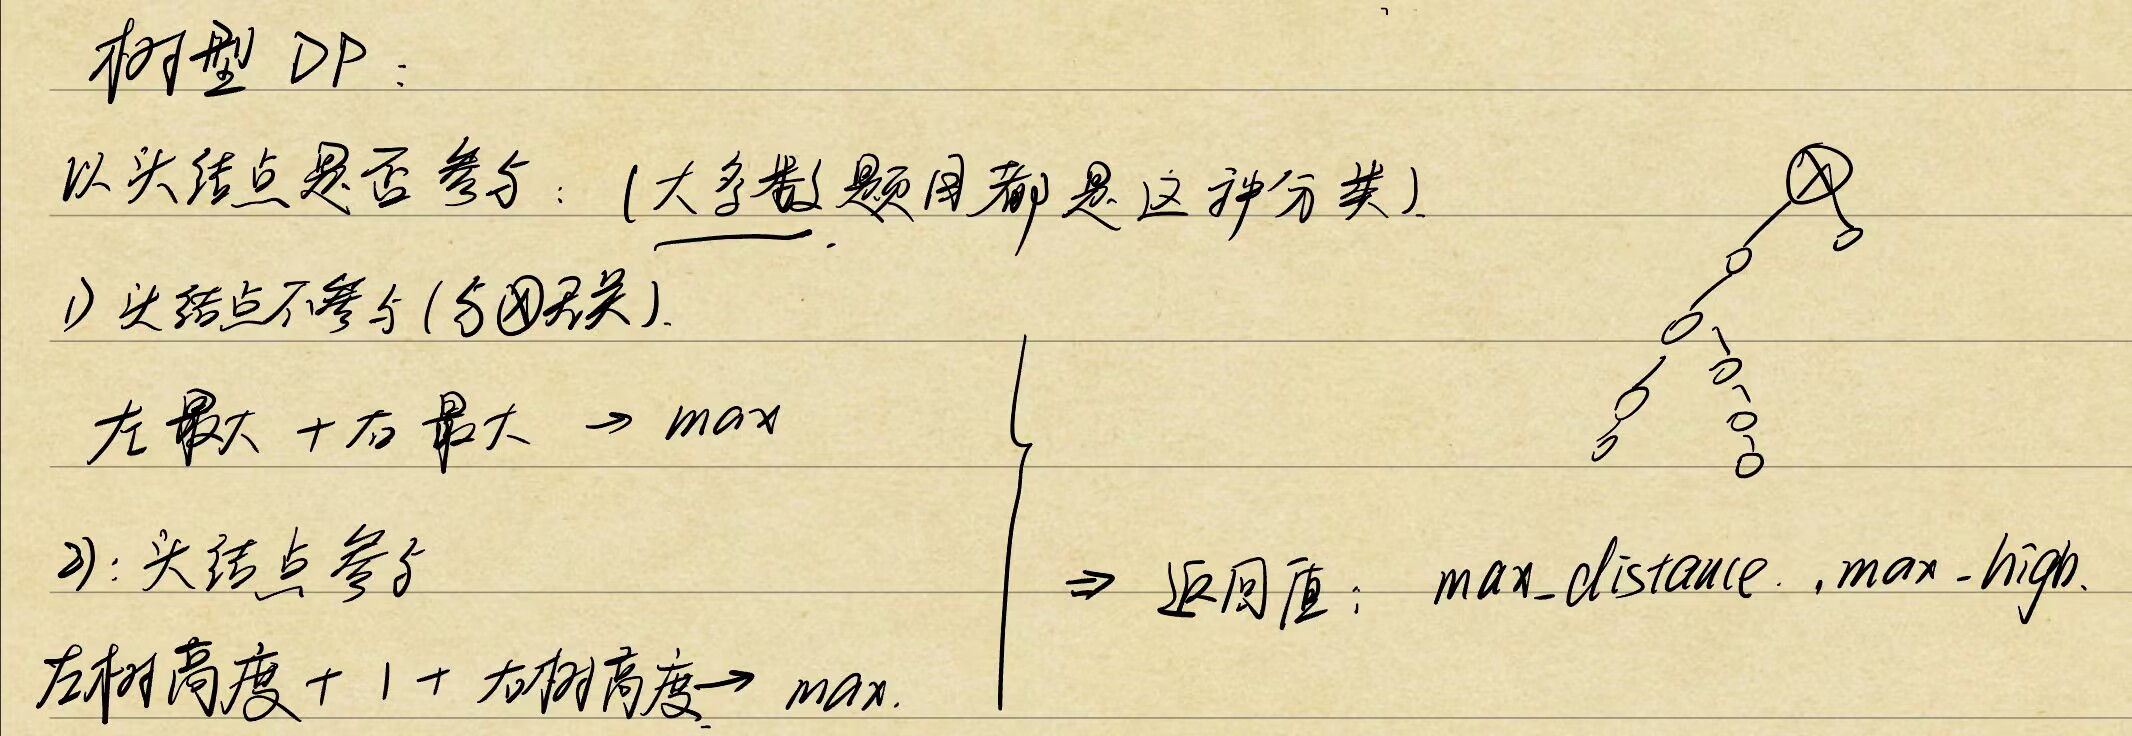 树型 DP:
以头结点是否参与: (大多数题目都是这种分类).
1) 头结点不参与(与Ⓧ无关).
左最大 + 右最大 → max
2): 头结点参与
⇒ 返回值: max_distance., max-high.
左树高度 + 1 + 右树高度 → max.